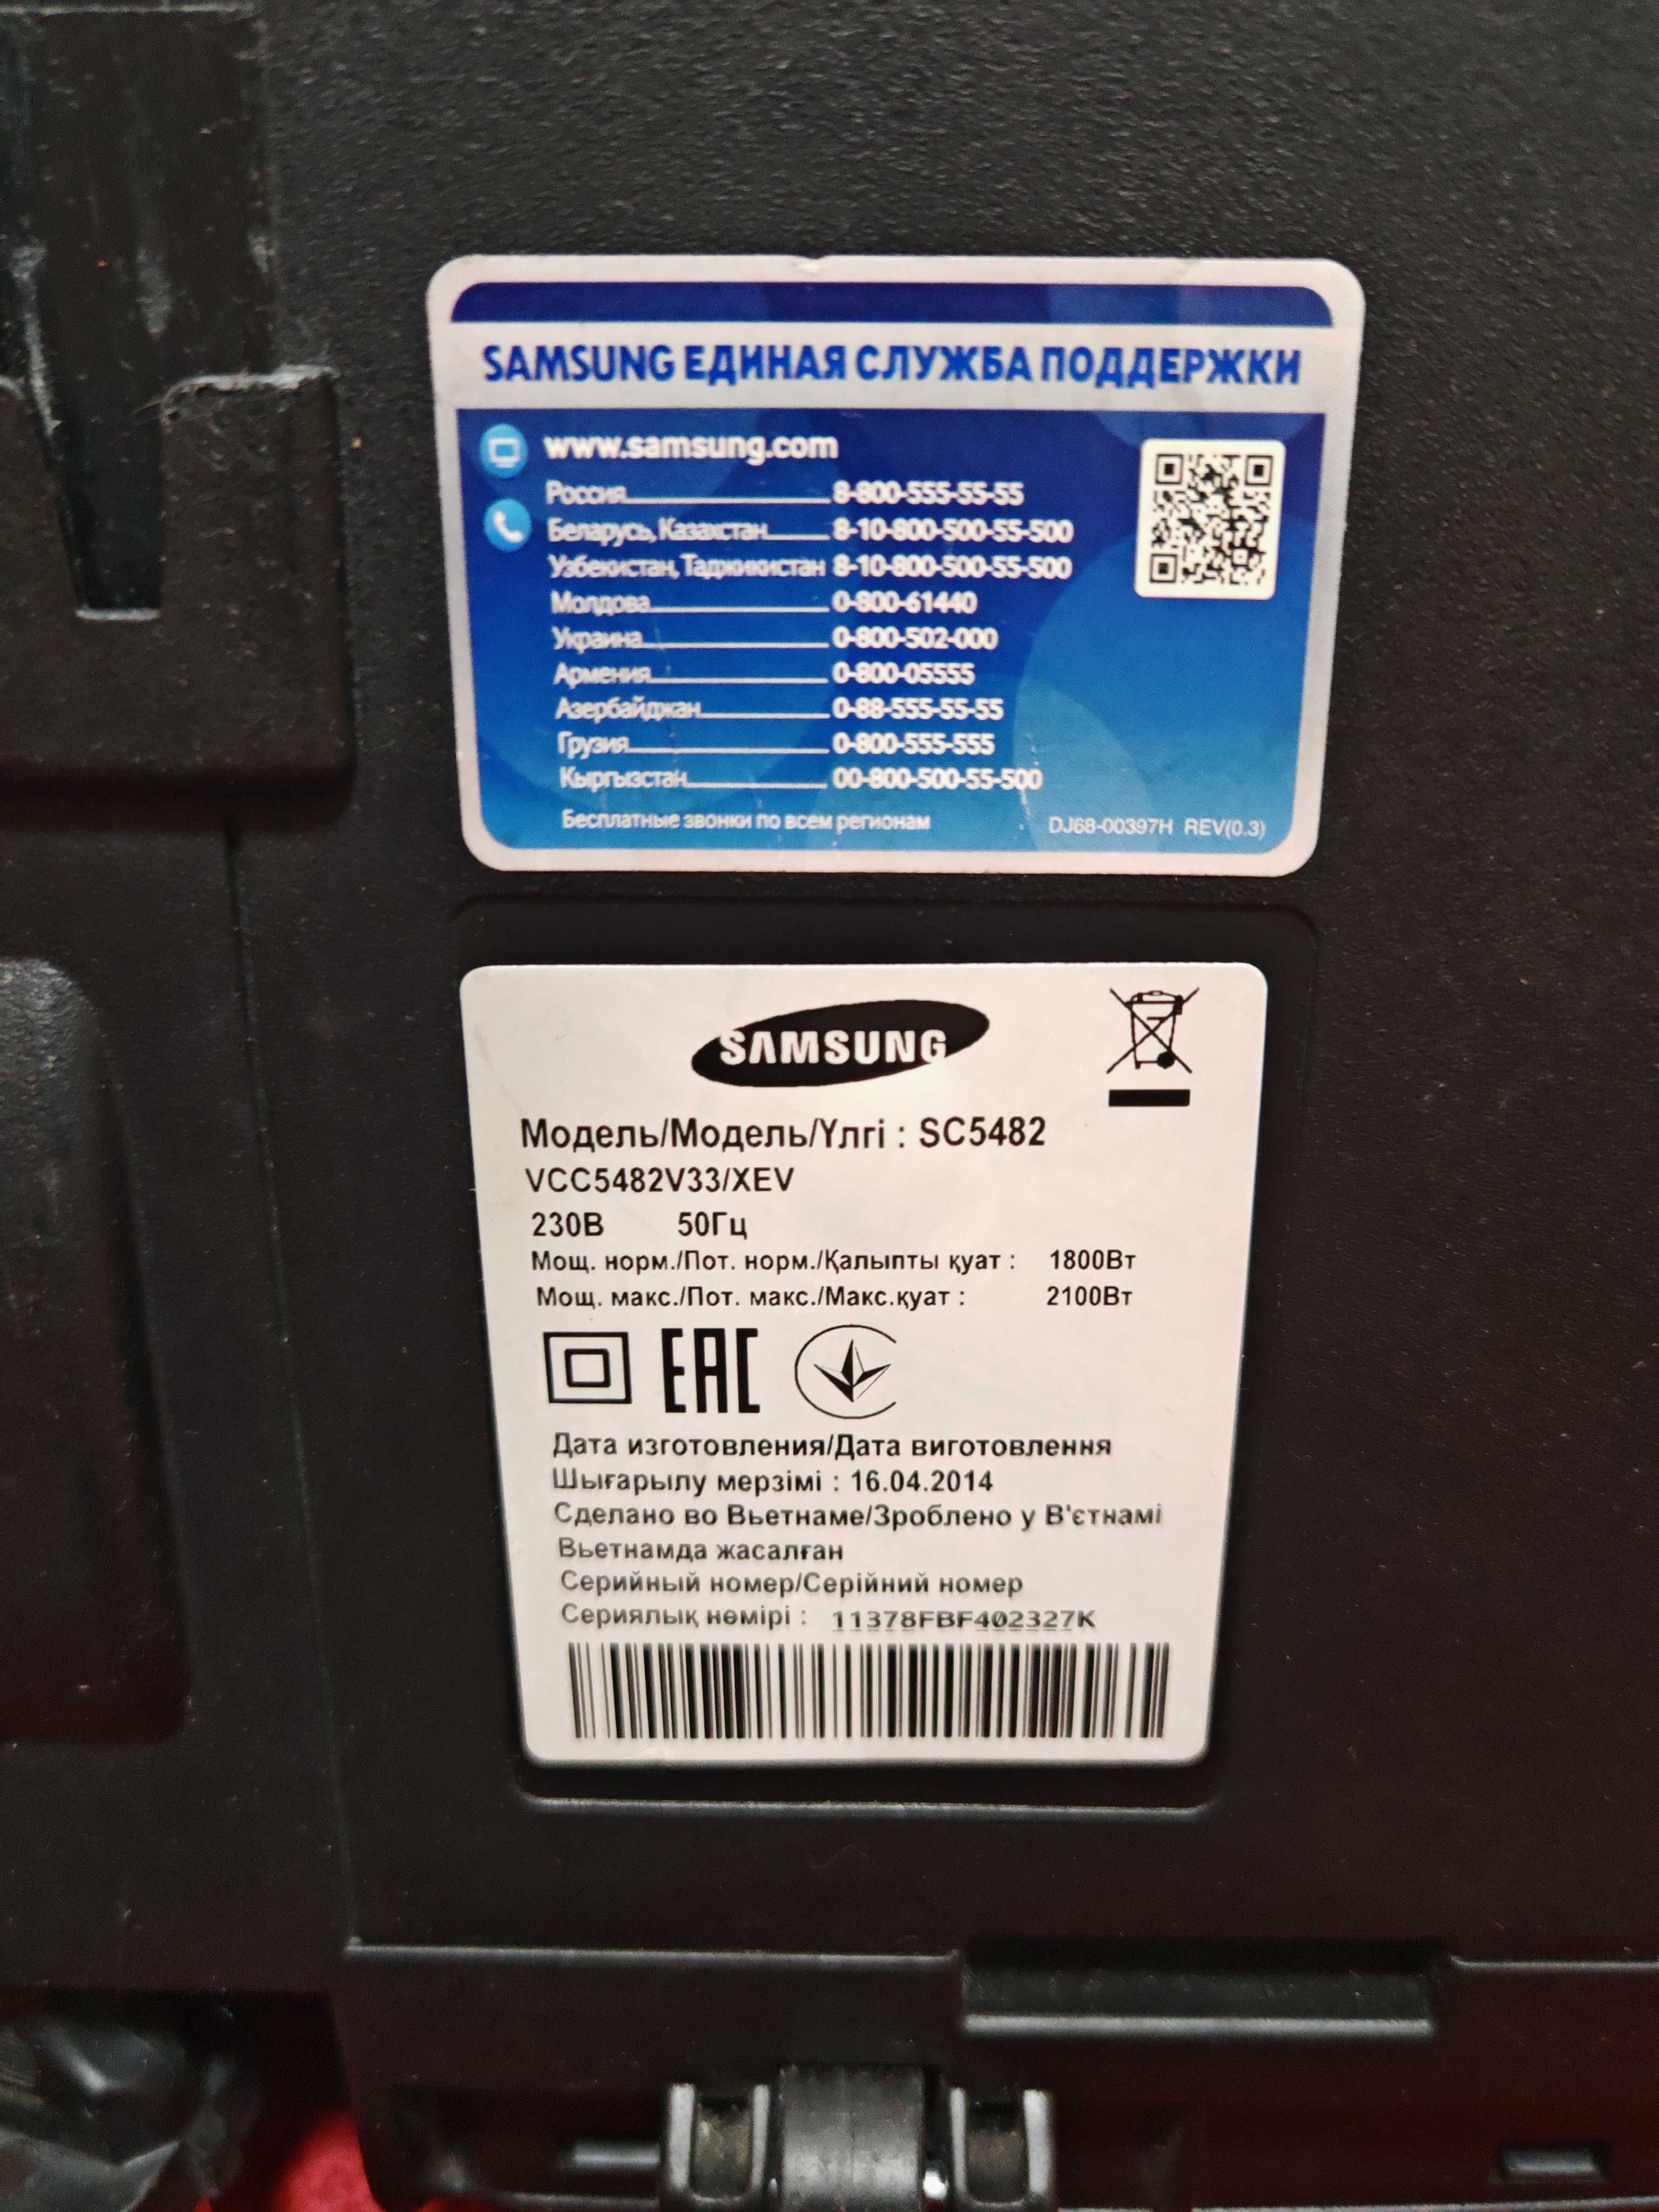 SAMSUNG ЕДИНАЯ СЛУЖБА ПОДДЕРЖКИ
www.samsung.com
Россия 8-800-555-55-55
Беларусь, Казахстан 8-10-800-500-55-500
Узбекистан, Таджикистан 8-10-800-500-55-500
Молдова 0-800-61440
Украина 0-800-502-000
Армения 0-800-05555
Азербайджан 0-88-555-55-55
Грузия 0-800-555-555
Кыргызстан 00-800-500-55-500
Бесплатные звонки по всем регионам DJ68-00397H REV(0.3)
SAMSUNG
Модель/Модель/Үлгі : SC5482
VCC5482V33/XEV
230В 50Гц
Мощ. норм./Пот. норм./Қалыпты қуат : 1800Вт
Мощ. макс./Пот. макс./Макс.қуат : 2100Вт
EAC
Дата изготовления/Дата виготовлення
Шығарылу мерзімі : 16.04.2014
Сделано во Вьетнаме/Зроблено у В'єтнамі
Вьетнамда жасалған
Серийный номер/Серійний номер
Сериялық нөмірі : 11378FBF402327K